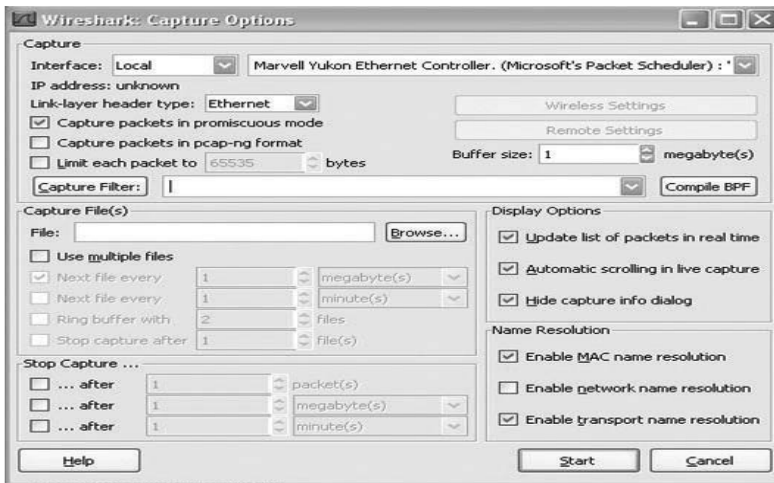 Wireshark: Capture Options
Capture
Interface: Local Marvell Yukon Ethernet Controller. (Microsoft's Packet Scheduler) : '
IP address: unknown
Link-layer header type: Ethernet
Wireless Settings
Capture packets in promiscuous mode
Remote Settings
Capture packets in pcap-ng format
Limit each packet to 65535 bytes
Buffer size: 1 megabyte(s)
Capture Filter: Compile BPF
Capture File(s)
File: Browse...
Use multiple files
Next file every 1 megabyte(s)
Next file every 1 minute(s)
Ring buffer with 2 files
Stop capture after 1 file(s)
Stop Capture ...
... after 1 packet(s)
... after 1 megabyte(s)
... after 1 minute(s)
Display Options
Update list of packets in real time
Automatic scrolling in live capture
Hide capture info dialog
Name Resolution
Enable MAC name resolution
Enable network name resolution
Enable transport name resolution
Help
Start
Cancel